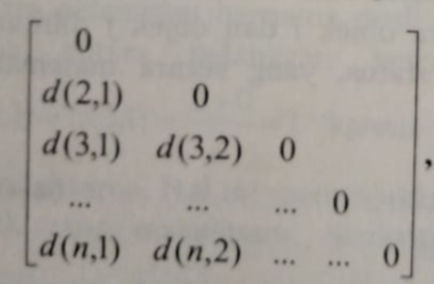 0
d(2,1) 0
d(3,1) d(3,2) 0
... ... ... 0
d(n,1) d(n,2) ... ... 0 ,